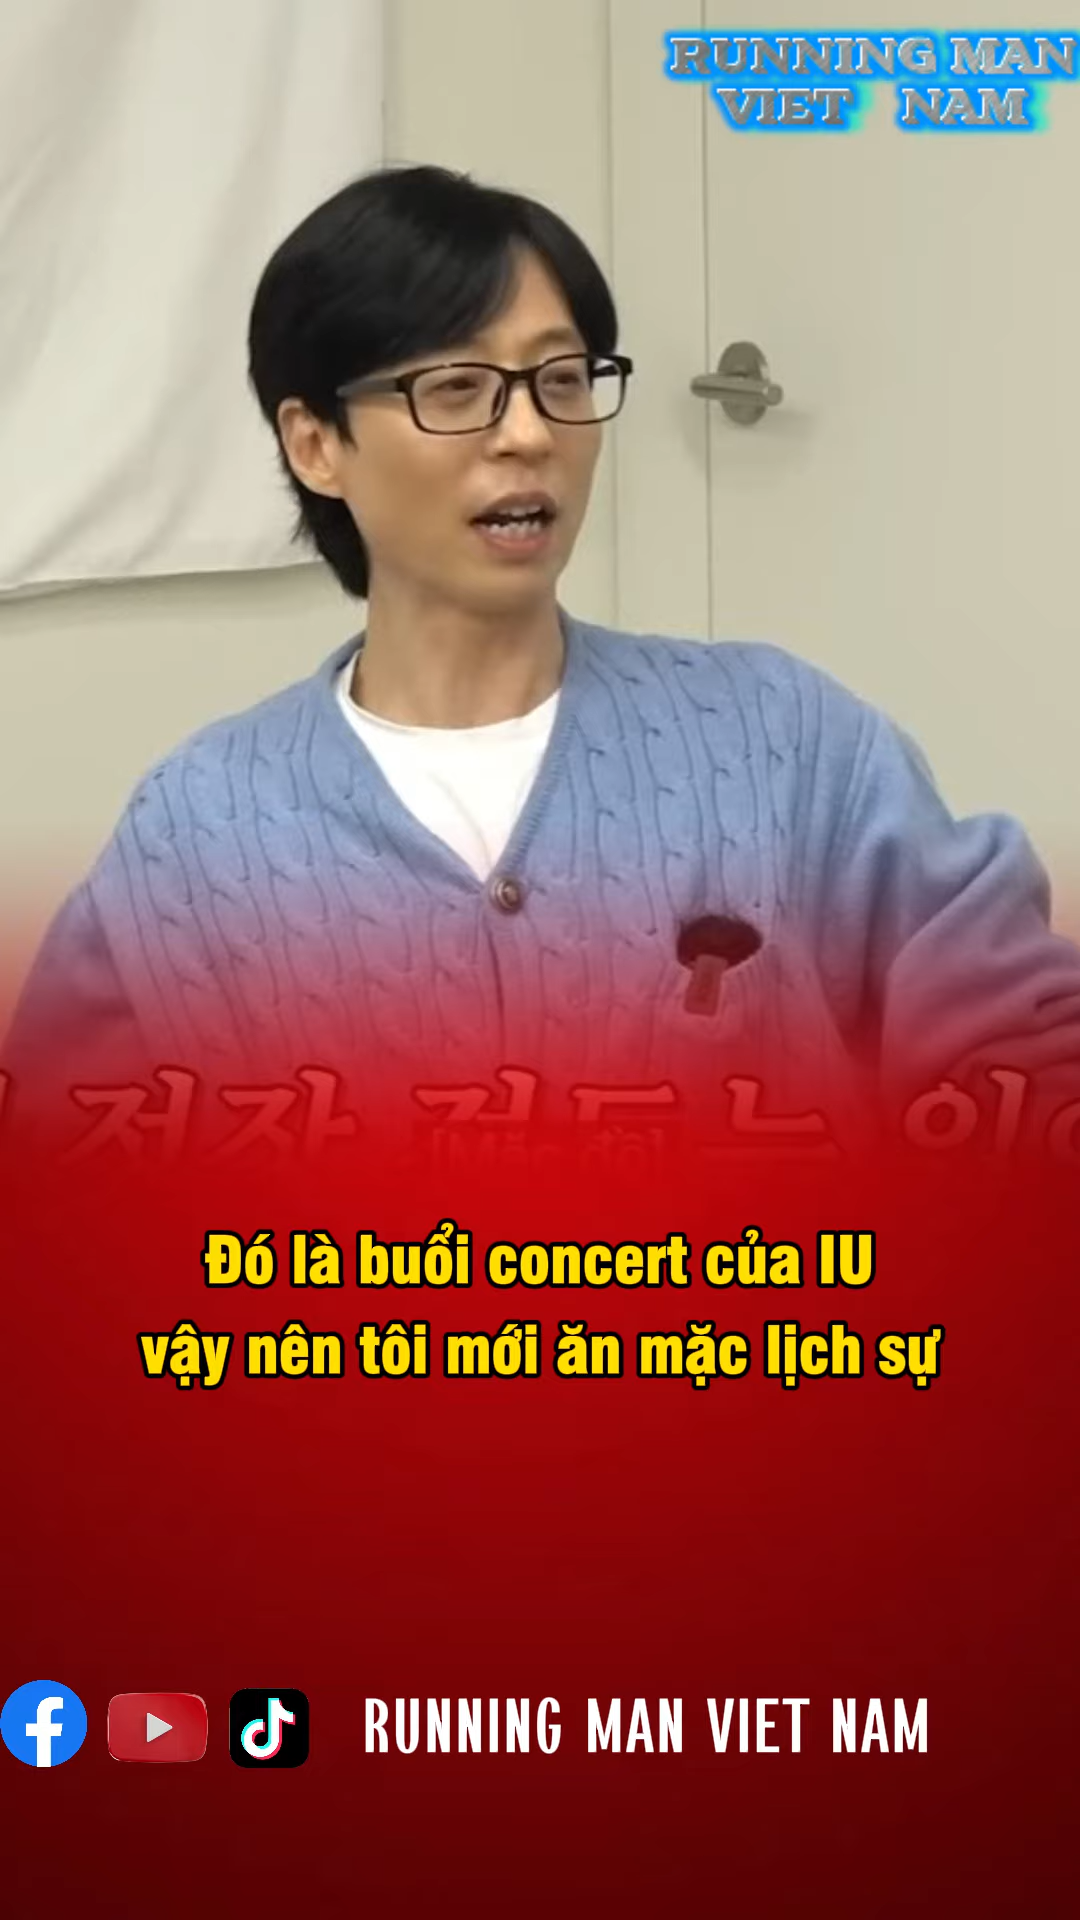 RUNNING MAN
VIET NAM
Đó là buổi concert của IU
vậy nên tôi mới ăn mặc lịch sự
RUNNING MAN VIET NAM